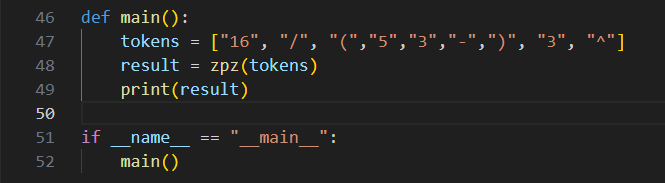 46 def main():
47     tokens = ["16", "/", "(","5","3","-",")", "3", "^"]
48     result = zpz(tokens)
49     print(result)
50
51 if __name__ == "__main__":
52     main()